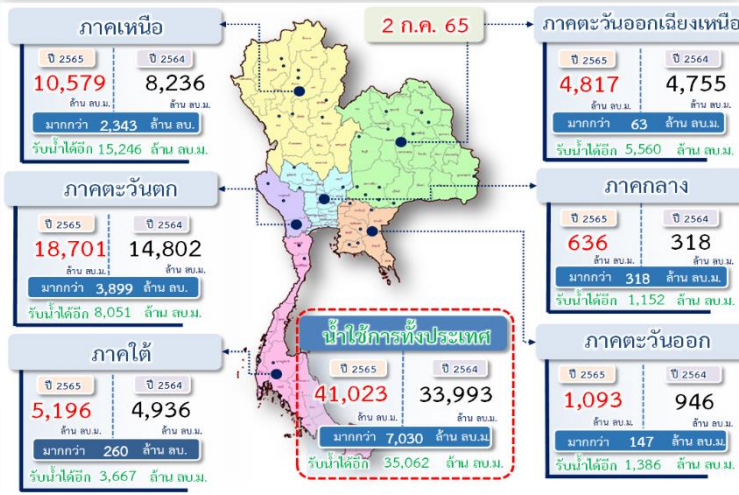 ภาคเหนือ
ปี 2565 ปี 2564
10,579 8,236
ล้าน ลบ.ม. ล้าน ลบ.ม.
มากกว่า 2,343 ล้าน ลบ.
รับน้ำได้อีก 15,246 ล้าน ลบ.ม.
2 ก.ค. 65
ภาคตะวันออกเฉียงเหนือ
ปี 2565 ปี 2564
4,817 4,755
ล้าน ลบ.ม. ล้าน ลบ.ม.
มากกว่า 63 ล้าน ลบ.ม.
รับน้ำได้อีก 5,560 ล้าน ลบ.ม.
ภาคตะวันตก
ปี 2565 ปี 2564
18,701 14,802
ล้าน ลบ.ม. ล้าน ลบ.ม.
มากกว่า 3,899 ล้าน ลบ.
รับน้ำได้อีก 8,051 ล้าน ลบ.ม.
ภาคกลาง
ปี 2565 ปี 2564
636 318
ล้าน ลบ.ม. ล้าน ลบ.ม.
มากกว่า 318 ล้าน ลบ.ม.
รับน้ำได้อีก 1,152 ล้าน ลบ.ม.
ภาคใต้
ปี 2565 ปี 2564
5,196 4,936
ล้าน ลบ.ม. ล้าน ลบ.ม.
มากกว่า 260 ล้าน ลบ.
รับน้ำได้อีก 3,667 ล้าน ลบ.ม.
น้ำใช้การทั้งประเทศ
ปี 2565 ปี 2564
41,023 33,993
ล้าน ลบ.ม. ล้าน ลบ.ม.
มากกว่า 7,030 ล้าน ลบ.ม.
รับน้ำได้อีก 35,062 ล้าน ลบ.ม.
ภาคตะวันออก
ปี 2565 ปี 2564
1,093 946
ล้าน ลบ.ม. ล้าน ลบ.ม.
มากกว่า 147 ล้าน ลบ.ม.
รับน้ำได้อีก 1,386 ล้าน ลบ.ม.